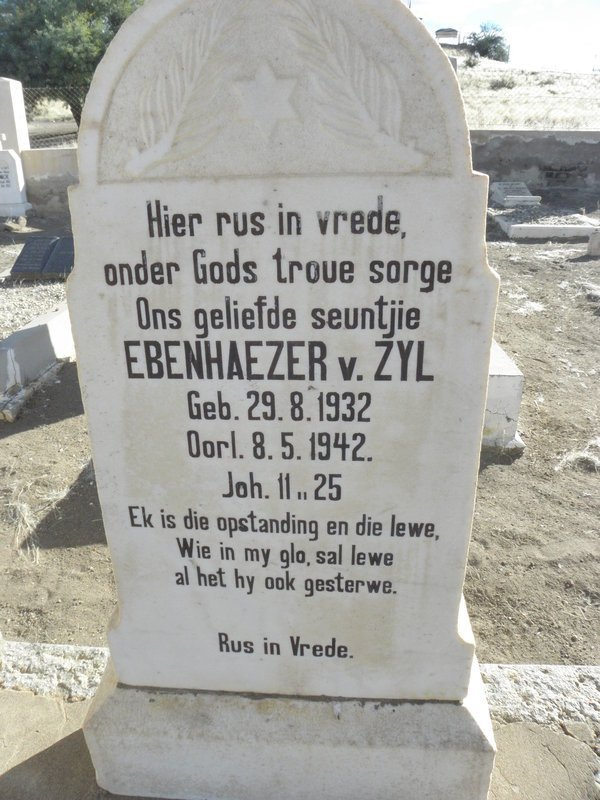 Hier rus in vrede,
onder Gods troue sorge
Ons geliefde seuntjie
EBENHAEZER v. ZYL
Geb. 29.8.1932
Oorl. 8.5.1942.
Joh. 11 „ 25
Ek is die opstanding en die lewe,
Wie in my glo, sal lewe
al het hy ook gesterwe.
Rus in Vrede.